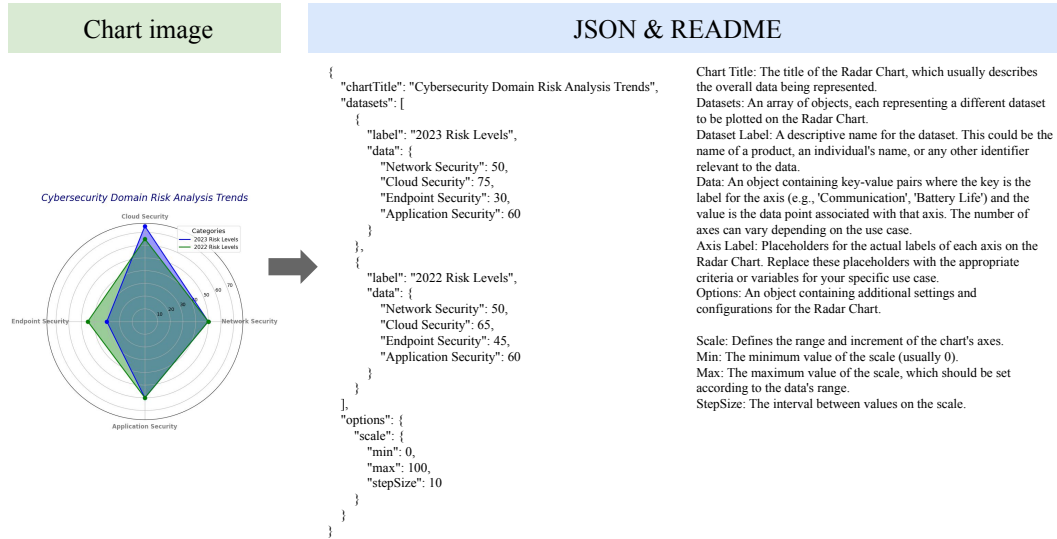 Chart image
JSON & README
Cybersecurity Domain Risk Analysis Trends
Cloud Security
Categories
2023 Risk Levels
2022 Risk Levels
70
60
50
40
30
20
10
Endpoint Security
Network Security
Application Security
{
"chartTitle": "Cybersecurity Domain Risk Analysis Trends",
"datasets": [
{
"label": "2023 Risk Levels",
"data": {
"Network Security": 50,
"Cloud Security": 75,
"Endpoint Security": 30,
"Application Security": 60
}
},
{
"label": "2022 Risk Levels",
"data": {
"Network Security": 50,
"Cloud Security": 65,
"Endpoint Security": 45,
"Application Security": 60
}
}
],
"options": {
"scale": {
"min": 0,
"max": 100,
"stepSize": 10
}
}
}
Chart Title: The title of the Radar Chart, which usually describes
the overall data being represented.
Datasets: An array of objects, each representing a different dataset
to be plotted on the Radar Chart.
Dataset Label: A descriptive name for the dataset. This could be the
name of a product, an individual's name, or any other identifier
relevant to the data.
Data: An object containing key-value pairs where the key is the
label for the axis (e.g., 'Communication', 'Battery Life') and the
value is the data point associated with that axis. The number of
axes can vary depending on the use case.
Axis Label: Placeholders for the actual labels of each axis on the
Radar Chart. Replace these placeholders with the appropriate
criteria or variables for your specific use case.
Options: An object containing additional settings and
configurations for the Radar Chart.
Scale: Defines the range and increment of the chart's axes.
Min: The minimum value of the scale (usually 0).
Max: The maximum value of the scale, which should be set
according to the data's range.
StepSize: The interval between values on the scale.